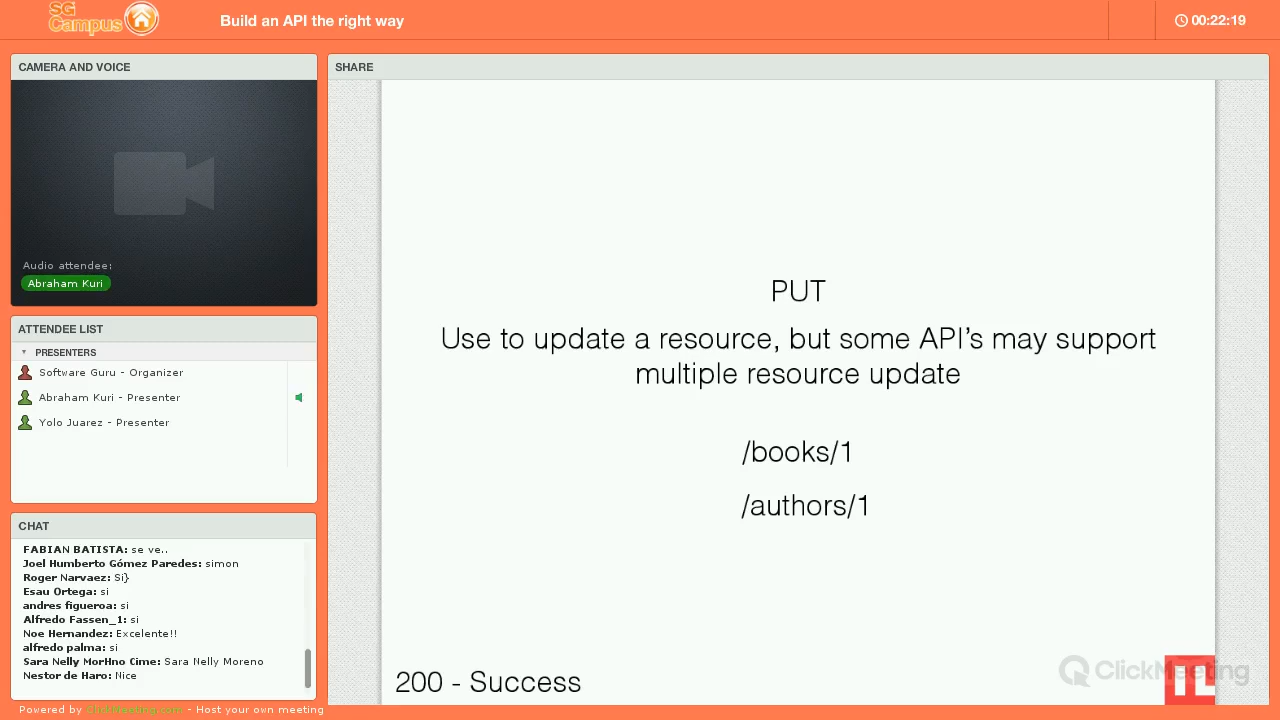 SG
Campus
Build an API the right way
00:22:19
CAMERA AND VOICE
Audio attendee:
Abraham Kuri
ATTENDEE LIST
PRESENTERS
Software Guru - Organizer
Abraham Kuri - Presenter
Yolo Juarez - Presenter
CHAT
FABIAN BATISTA: se ve..
Joel Humberto Gómez Paredes: simon
Roger Narvaez: Si}
Esau Ortega: si
andres figueroa: si
Alfredo Fassen_1: si
Noe Hernandez: Excelente!!
alfredo palma: si
Sara Nelly MorHno Cime: Sara Nelly Moreno
Nestor de Haro: Nice
Powered by ClickMeeting.com - Host your own meeting
SHARE
PUT
Use to update a resource, but some API's may support
multiple resource update
/books/1
/authors/1
200 - Success
ClickMeeting